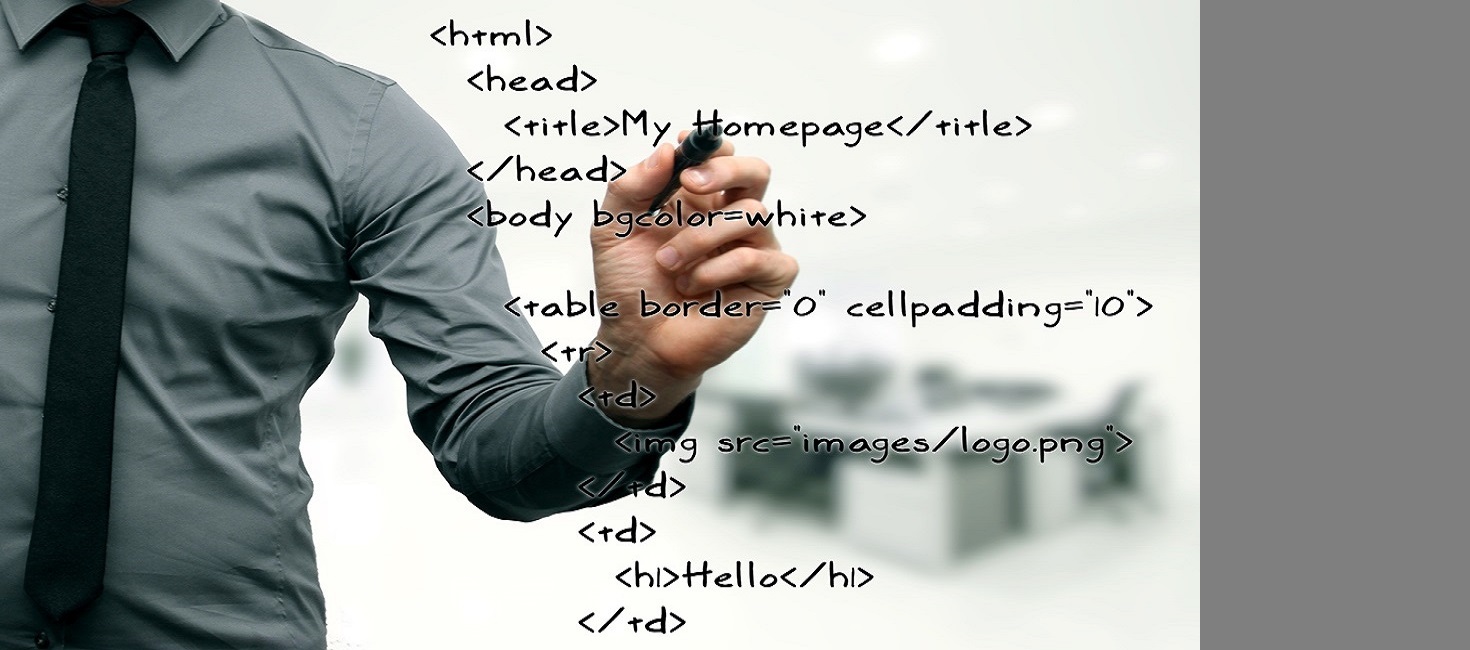 <html>
<head>
<title>My Homepage</title>
</head>
<body bgcolor=white>
<table border="0" cellpadding="10">
<tr>
<td>
<img src="images/logo.png">
</td>
<td>
<h1>Hello</h1>
</td>